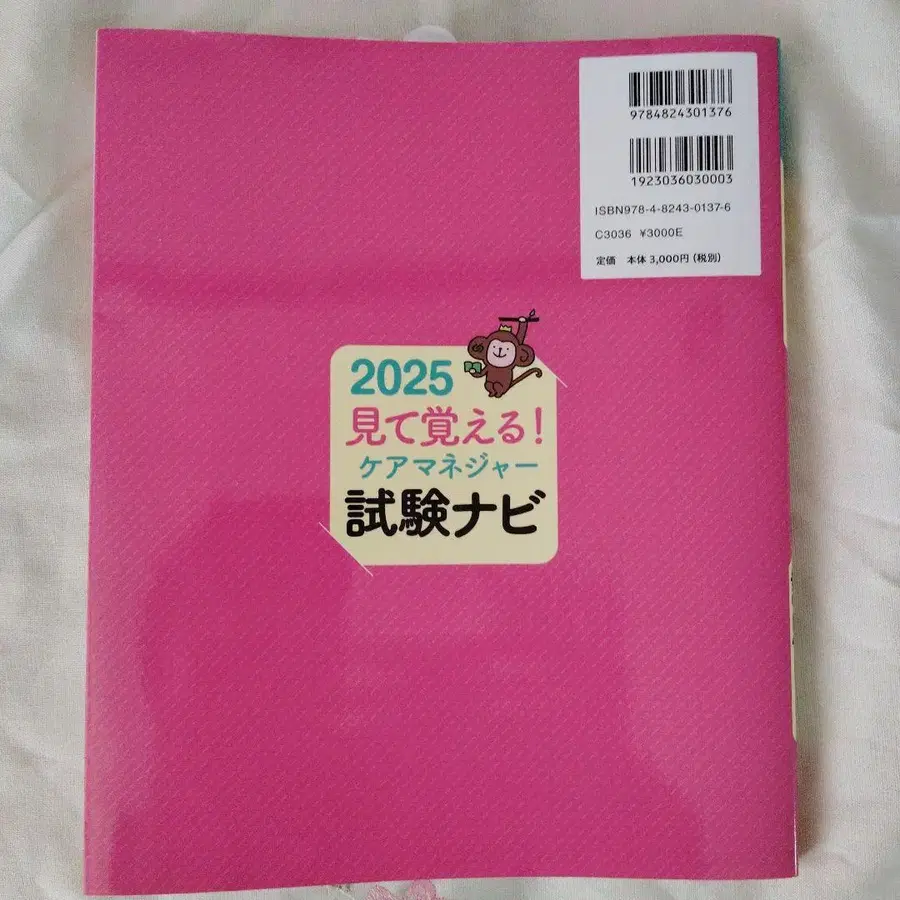 9784824301376
1923036030003
ISBN978-4-8243-0137-6
C3036 ¥3000E
定価 本体 3,000円(税別)
2025
見て覚える!
ケアマネジャー
試験ナビ